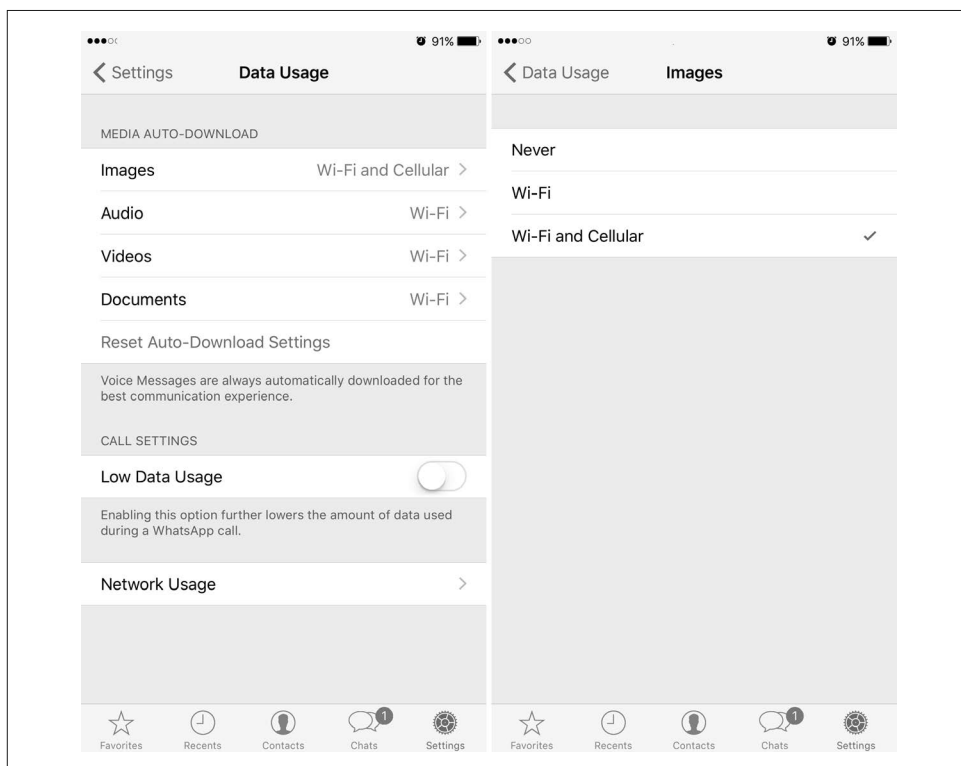 91%
Settings
Data Usage
MEDIA AUTO-DOWNLOAD
Images Wi-Fi and Cellular
Audio Wi-Fi
Videos Wi-Fi
Documents Wi-Fi
Reset Auto-Download Settings
Voice Messages are always automatically downloaded for the
best communication experience.
CALL SETTINGS
Low Data Usage
Enabling this option further lowers the amount of data used
during a WhatsApp call.
Network Usage
1
Favorites Recents Contacts Chats Settings
91%
Data Usage
Images
Never
Wi-Fi
Wi-Fi and Cellular
1
Favorites Recents Contacts Chats Settings